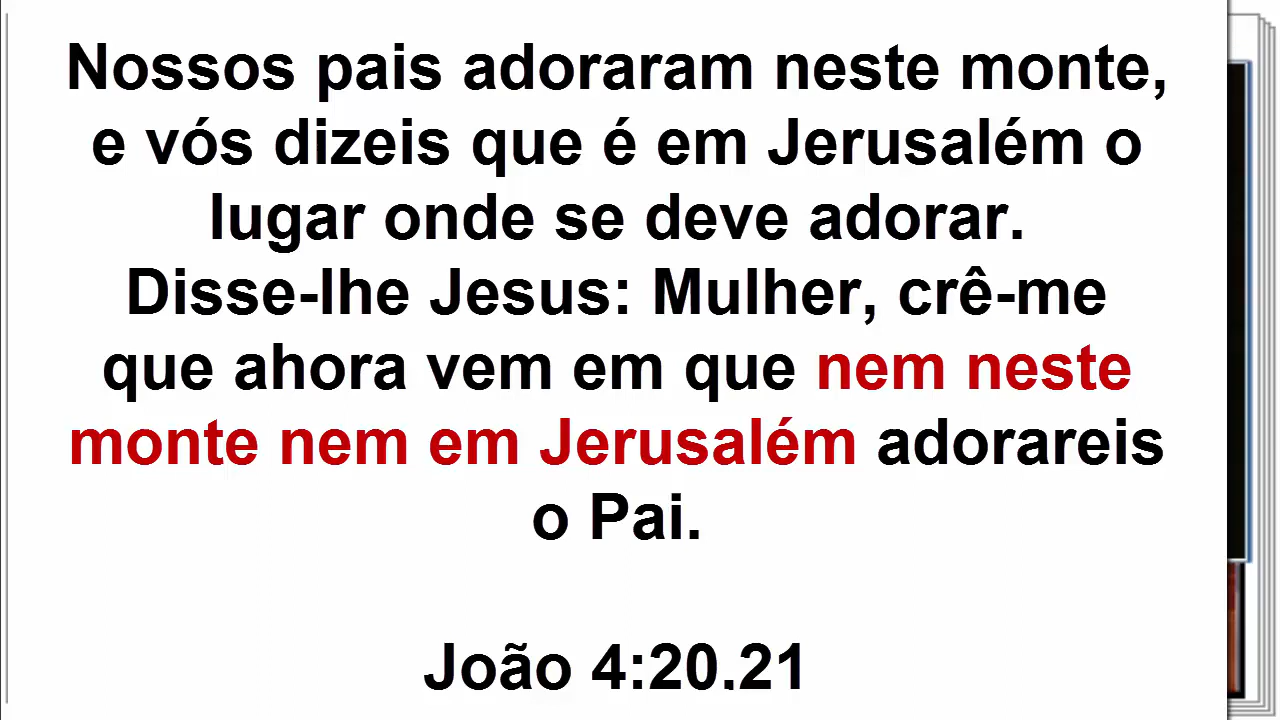 Nossos pais adoraram neste monte,
e vós dizeis que é em Jerusalém o
lugar onde se deve adorar.
Disse-lhe Jesus: Mulher, crê-me
que ahora vem em que nem neste
monte nem em Jerusalém adorareis
o Pai.
João 4:20.21